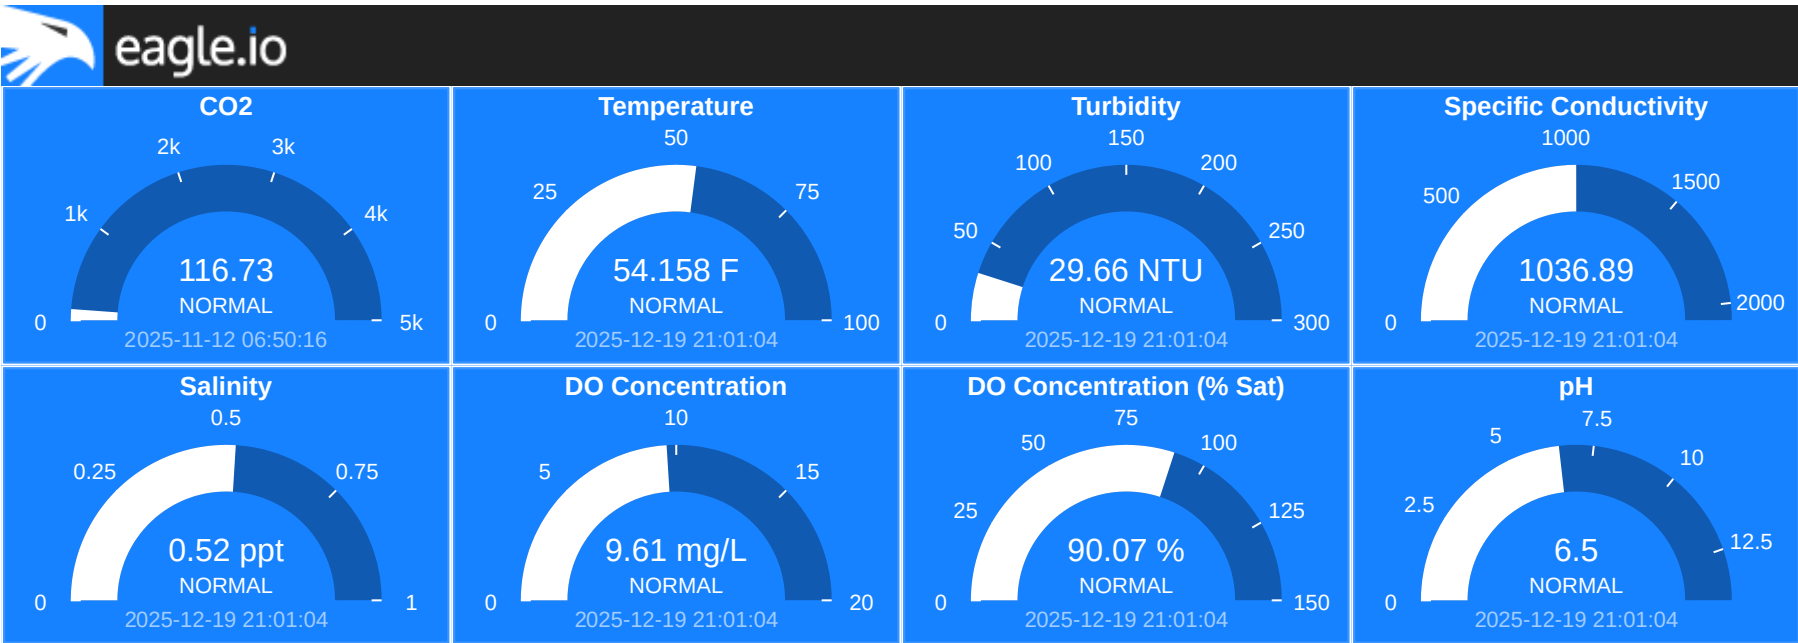 eagle.io
CO2
0
1k
2k
3k
4k
5k
116.73
NORMAL
2025-11-12 06:50:16
Temperature
0
25
50
75
100
54.158 F
NORMAL
2025-12-19 21:01:04
Turbidity
0
50
100
150
200
250
300
29.66 NTU
NORMAL
2025-12-19 21:01:04
Specific Conductivity
0
500
1000
1500
2000
1036.89
NORMAL
2025-12-19 21:01:04
Salinity
0
0.25
0.5
0.75
1
0.52 ppt
NORMAL
2025-12-19 21:01:04
DO Concentration
0
5
10
15
20
9.61 mg/L
NORMAL
2025-12-19 21:01:04
DO Concentration (% Sat)
0
25
50
75
100
125
150
90.07 %
NORMAL
2025-12-19 21:01:04
pH
0
2.5
5
7.5
10
12.5
6.5
NORMAL
2025-12-19 21:01:04